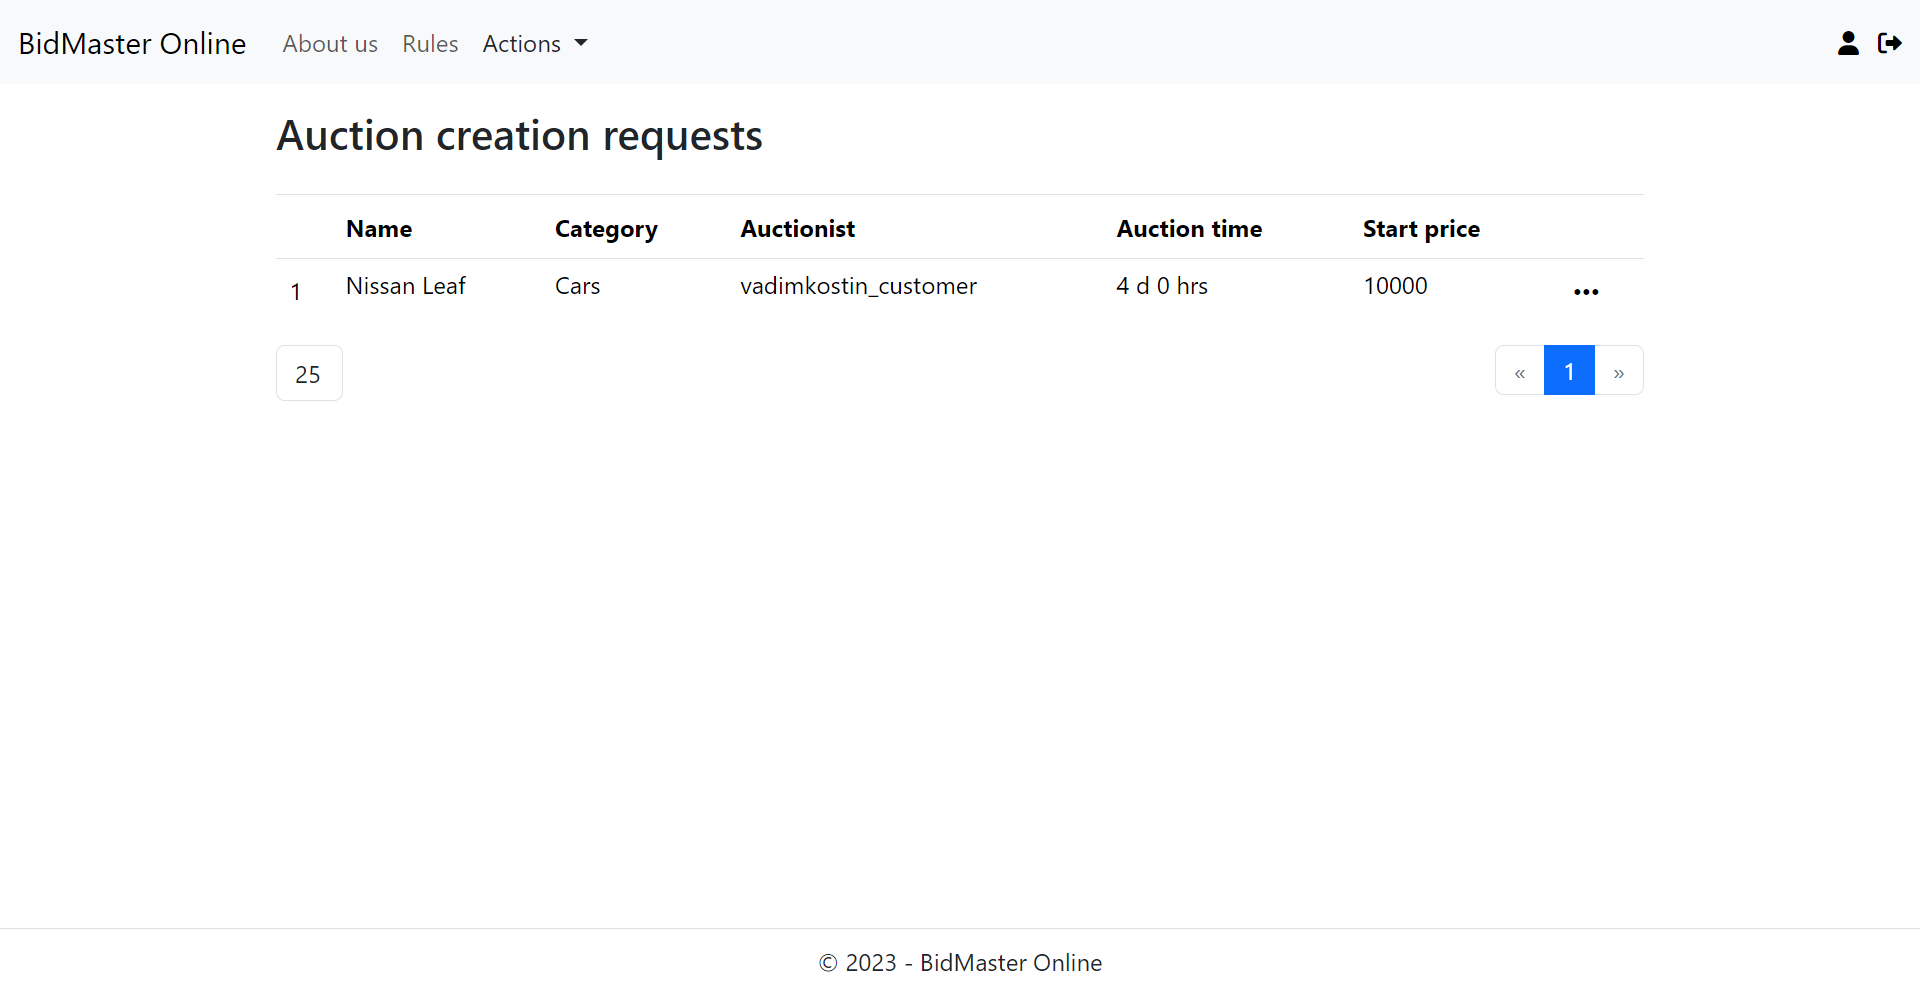 BidMaster Online About us Rules Actions
Auction creation requests
Name Category Auctionist Auction time Start price
1 Nissan Leaf Cars vadimkostin_customer 4 d 0 hrs 10000 •••
25 « 1 »
© 2023 - BidMaster Online